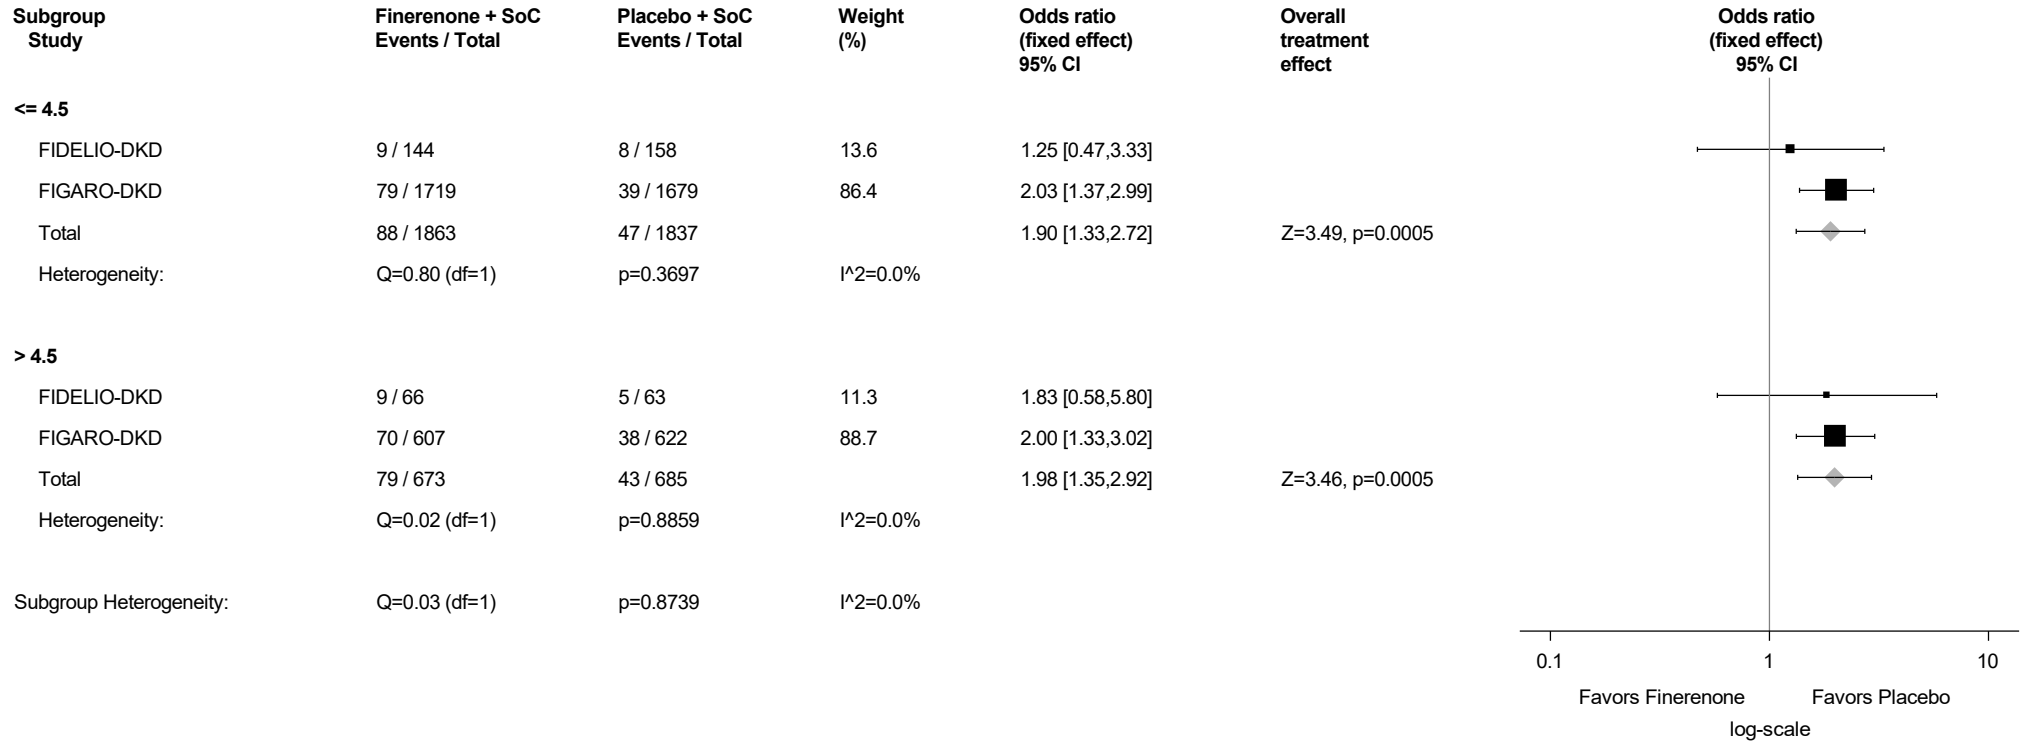 Subgroup Finerenone + SoC Placebo + SoC Weight Odds ratio Overall Odds ratio
Study Events / Total Events / Total (%) (fixed effect) treatment (fixed effect)
95% CI effect 95% CI
<= 4.5
FIDELIO-DKD 9 / 144 8 / 158 13.6 1.25 [0.47,3.33]
FIGARO-DKD 79 / 1719 39 / 1679 86.4 2.03 [1.37,2.99]
Total 88 / 1863 47 / 1837 1.90 [1.33,2.72] Z=3.49, p=0.0005
Heterogeneity: Q=0.80 (df=1) p=0.3697 I^2=0.0%
> 4.5
FIDELIO-DKD 9 / 66 5 / 63 11.3 1.83 [0.58,5.80]
FIGARO-DKD 70 / 607 38 / 622 88.7 2.00 [1.33,3.02]
Total 79 / 673 43 / 685 1.98 [1.35,2.92] Z=3.46, p=0.0005
Heterogeneity: Q=0.02 (df=1) p=0.8859 I^2=0.0%
Subgroup Heterogeneity: Q=0.03 (df=1) p=0.8739 I^2=0.0%
0.1 1 10
Favors Finerenone Favors Placebo
log-scale